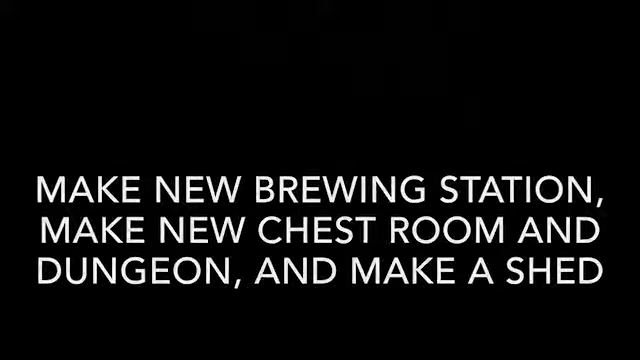 MAKE NEW BREWING STATION,
MAKE NEW CHEST ROOM AND
DUNGEON, AND MAKE A SHED